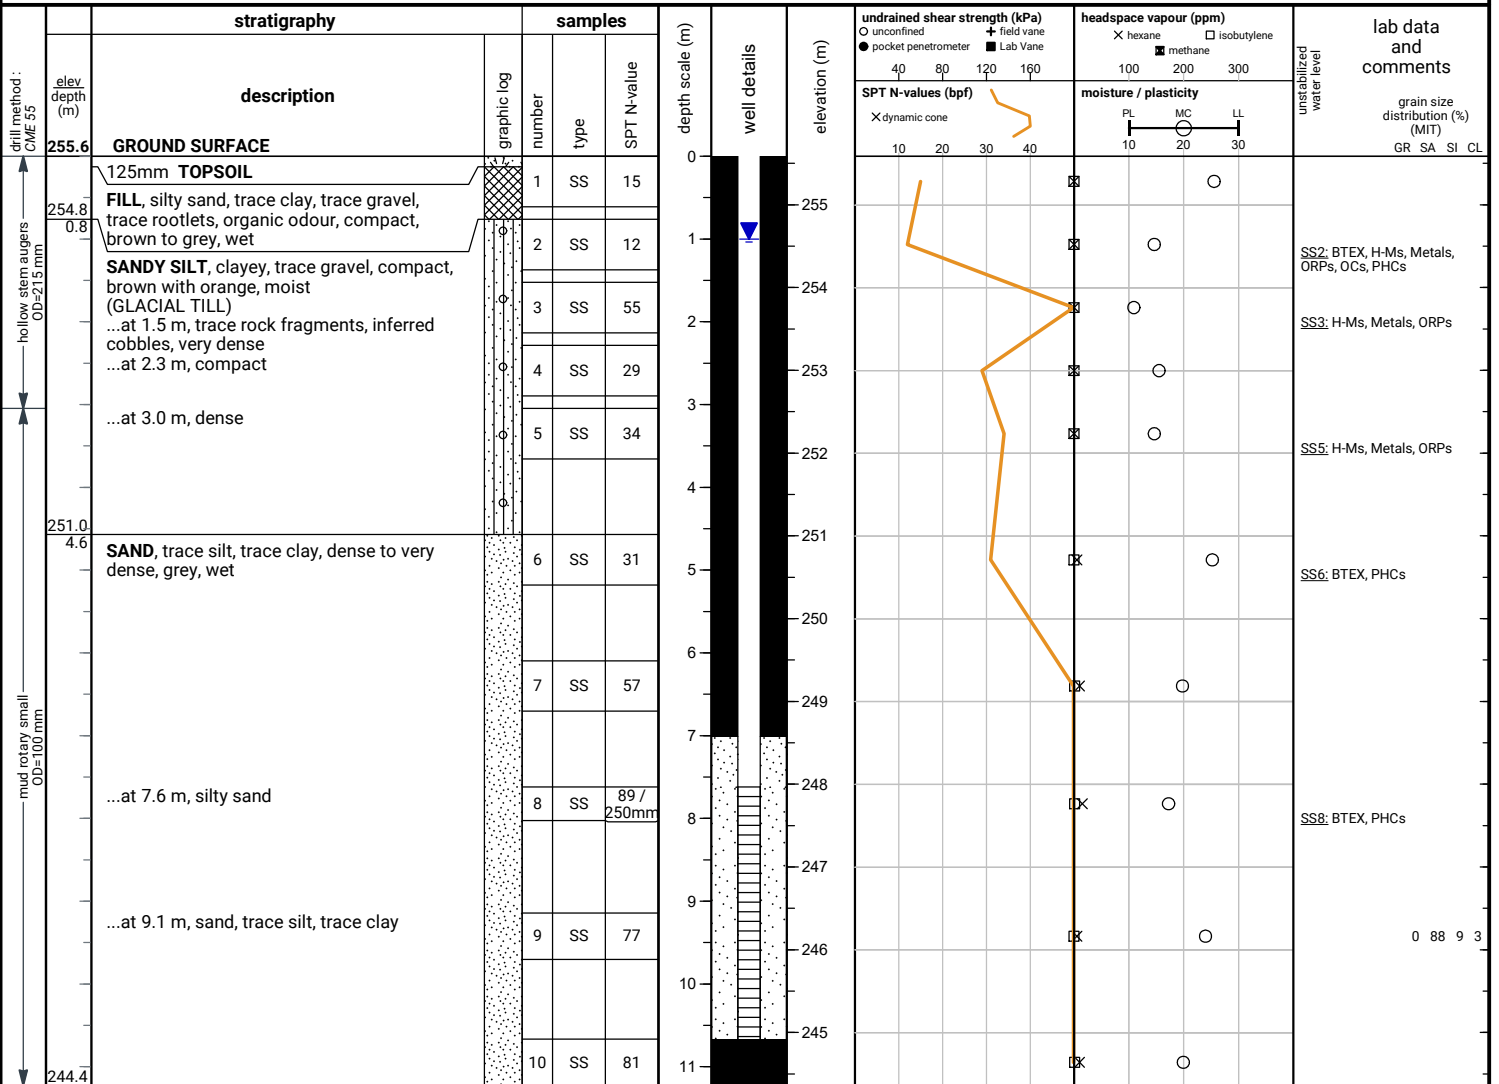 stratigraphy
samples
drill method :
CME 55
elev
depth
(m)
description
graphic log
number
type
SPT N-value
depth scale (m)
well details
elevation (m)
undrained shear strength (kPa)
unconfined
field vane
pocket penetrometer
Lab Vane
40 80 120 160
SPT N-values (bpf)
dynamic cone
10 20 30 40
headspace vapour (ppm)
hexane
isobutylene
methane
100 200 300
moisture / plasticity
PL MC LL
10 20 30
unstabilized
water level
lab data
and
comments
grain size
distribution (%)
(MIT)
GR SA SI CL
255.6 GROUND SURFACE
125mm TOPSOIL
FILL, silty sand, trace clay, trace gravel,
trace rootlets, organic odour, compact,
brown to grey, wet
254.8
0.8
SANDY SILT, clayey, trace gravel, compact,
brown with orange, moist
(GLACIAL TILL)
...at 1.5 m, trace rock fragments, inferred
cobbles, very dense
...at 2.3 m, compact
...at 3.0 m, dense
251.0
4.6
SAND, trace silt, trace clay, dense to very
dense, grey, wet
...at 7.6 m, silty sand
...at 9.1 m, sand, trace silt, trace clay
244.4
hollow stem augers
OD=215 mm
mud rotary small
OD=100 mm
1 SS 15
2 SS 12
3 SS 55
4 SS 29
5 SS 34
6 SS 31
7 SS 57
8 SS 89 /
250mm
9 SS 77
10 SS 81
0
1
2
3
4
5
6
7
8
9
10
11
255
254
253
252
251
250
249
248
247
246
245
SS2: BTEX, H-Ms, Metals,
ORPs, OCs, PHCs
SS3: H-Ms, Metals, ORPs
SS5: H-Ms, Metals, ORPs
SS6: BTEX, PHCs
SS8: BTEX, PHCs
0 88 9 3